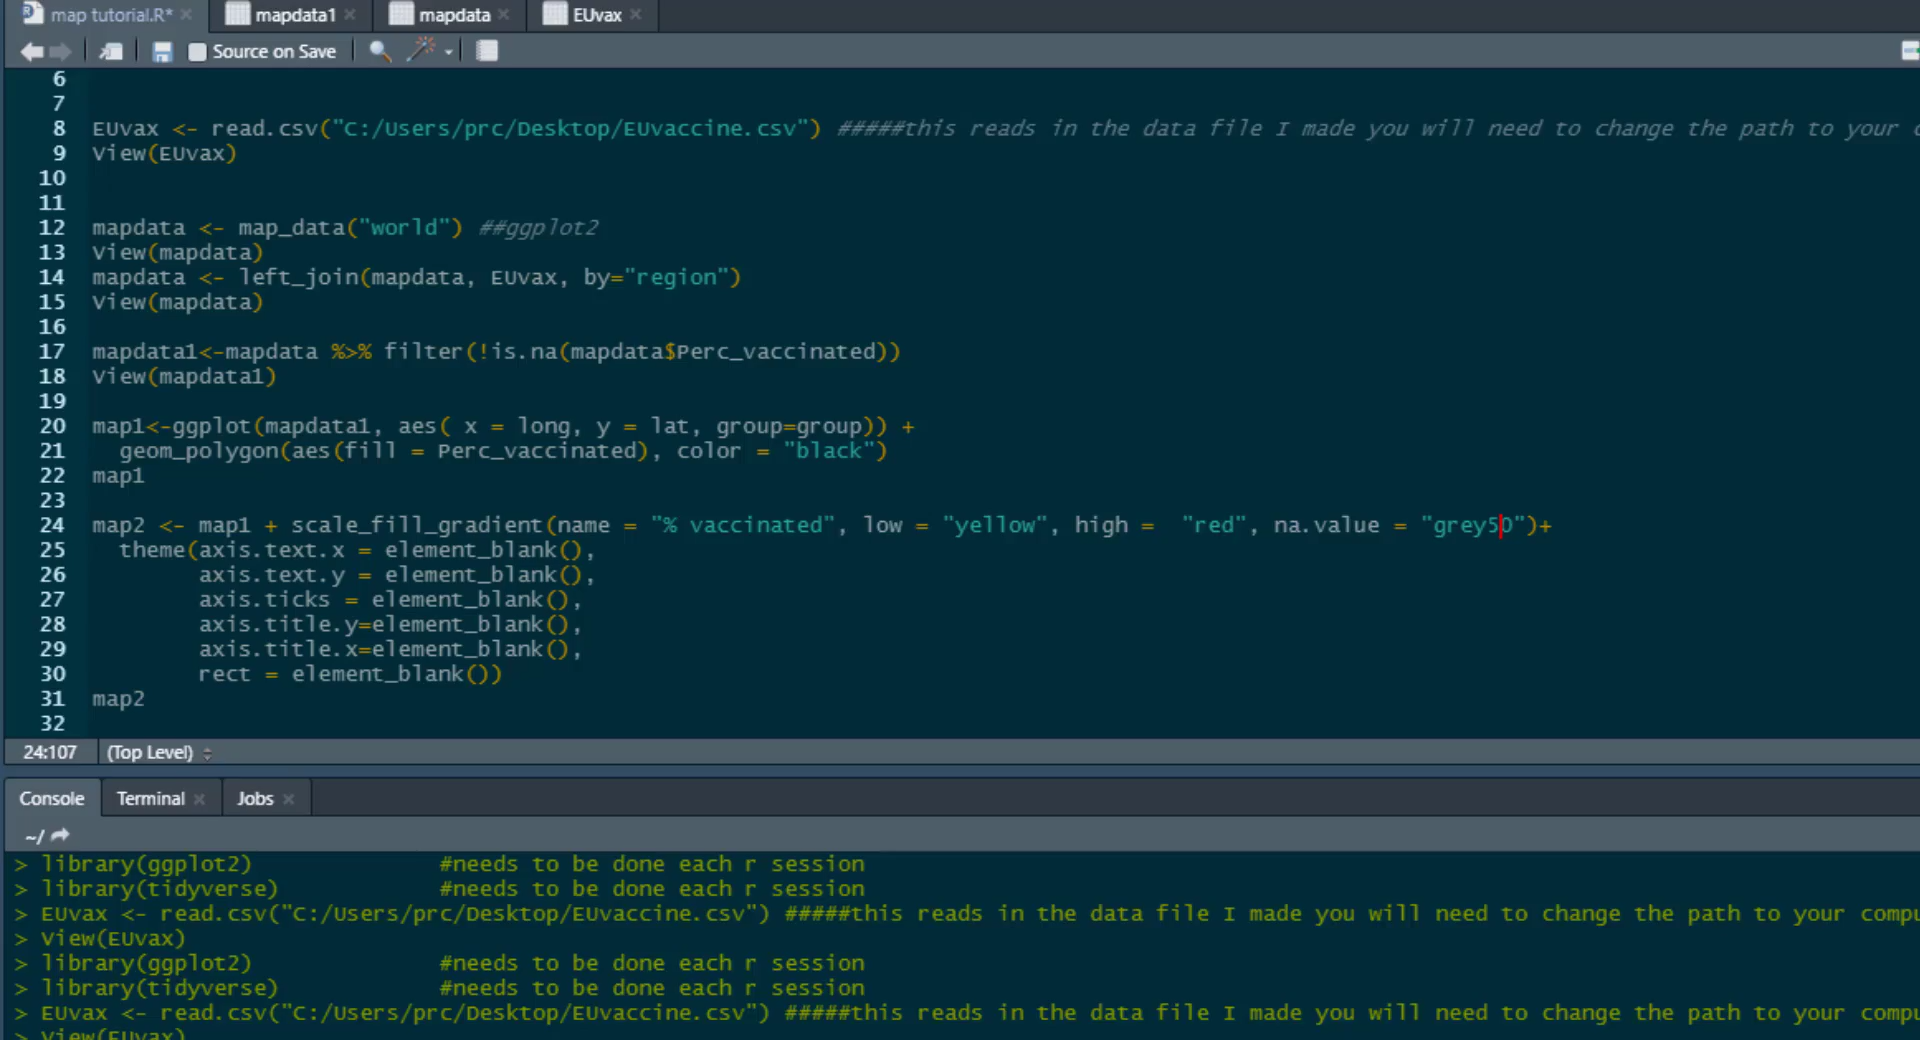 map tutorial.R*
mapdata1
mapdata
EUvax
Source on Save
6
7
8 EUvax <- read.csv("C:/Users/prc/Desktop/EUvaccine.csv") #####this reads in the data file I made you will need to change the path to your
9 View(EUvax)
10
11
12 mapdata <- map_data("world") ##ggplot2
13 View(mapdata)
14 mapdata <- left_join(mapdata, EUvax, by="region")
15 View(mapdata)
16
17 mapdata1<-mapdata %>% filter(!is.na(mapdata$Perc_vaccinated))
18 View(mapdata1)
19
20 map1<-ggplot(mapdata1, aes( x = long, y = lat, group=group)) +
21 geom_polygon(aes(fill = Perc_vaccinated), color = "black")
22 map1
23
24 map2 <- map1 + scale_fill_gradient(name = "% vaccinated", low = "yellow", high =  "red", na.value = "grey50")+
25 theme(axis.text.x = element_blank(),
26 axis.text.y = element_blank(),
27 axis.ticks = element_blank(),
28 axis.title.y=element_blank(),
29 axis.title.x=element_blank(),
30 rect = element_blank())
31 map2
32
24:107 (Top Level)
Console Terminal Jobs
~/
> library(ggplot2) #needs to be done each r session
> library(tidyverse) #needs to be done each r session
> EUvax <- read.csv("C:/Users/prc/Desktop/EUvaccine.csv") #####this reads in the data file I made you will need to change the path to your compu
> View(EUvax)
> library(ggplot2) #needs to be done each r session
> library(tidyverse) #needs to be done each r session
> EUvax <- read.csv("C:/Users/prc/Desktop/EUvaccine.csv") #####this reads in the data file I made you will need to change the path to your compu
> View(EUvax)